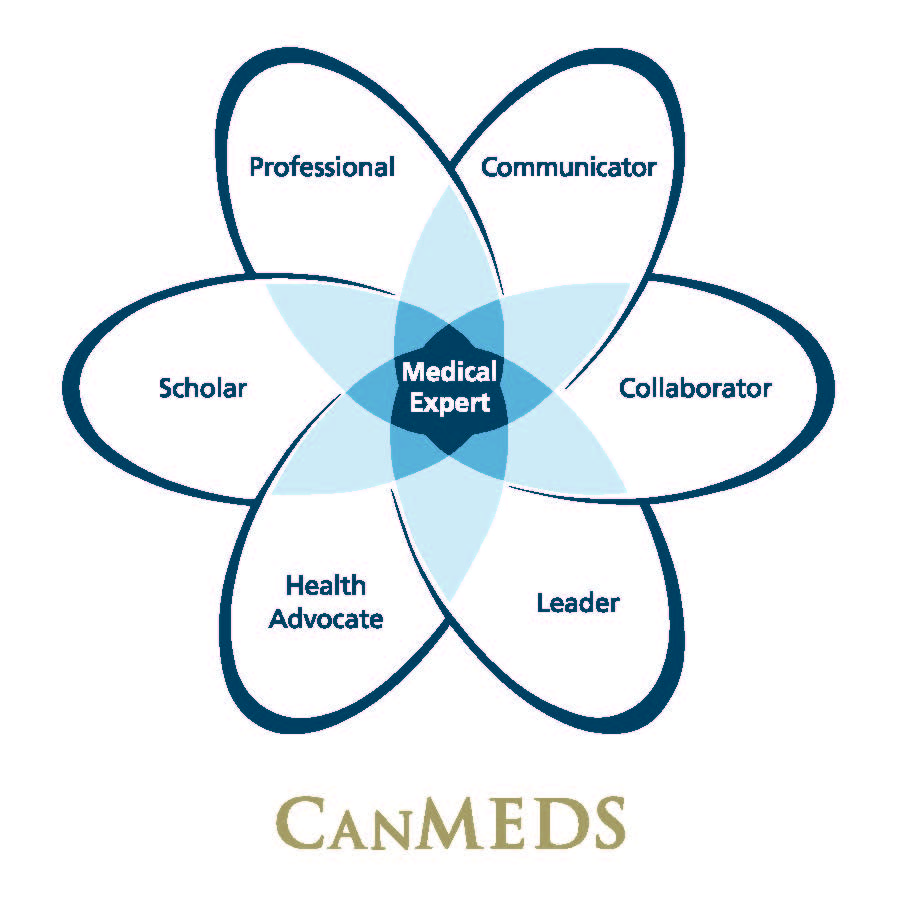 Professional
Communicator
Scholar
Medical
Expert
Collaborator
Health
Advocate
Leader
CANMEDS